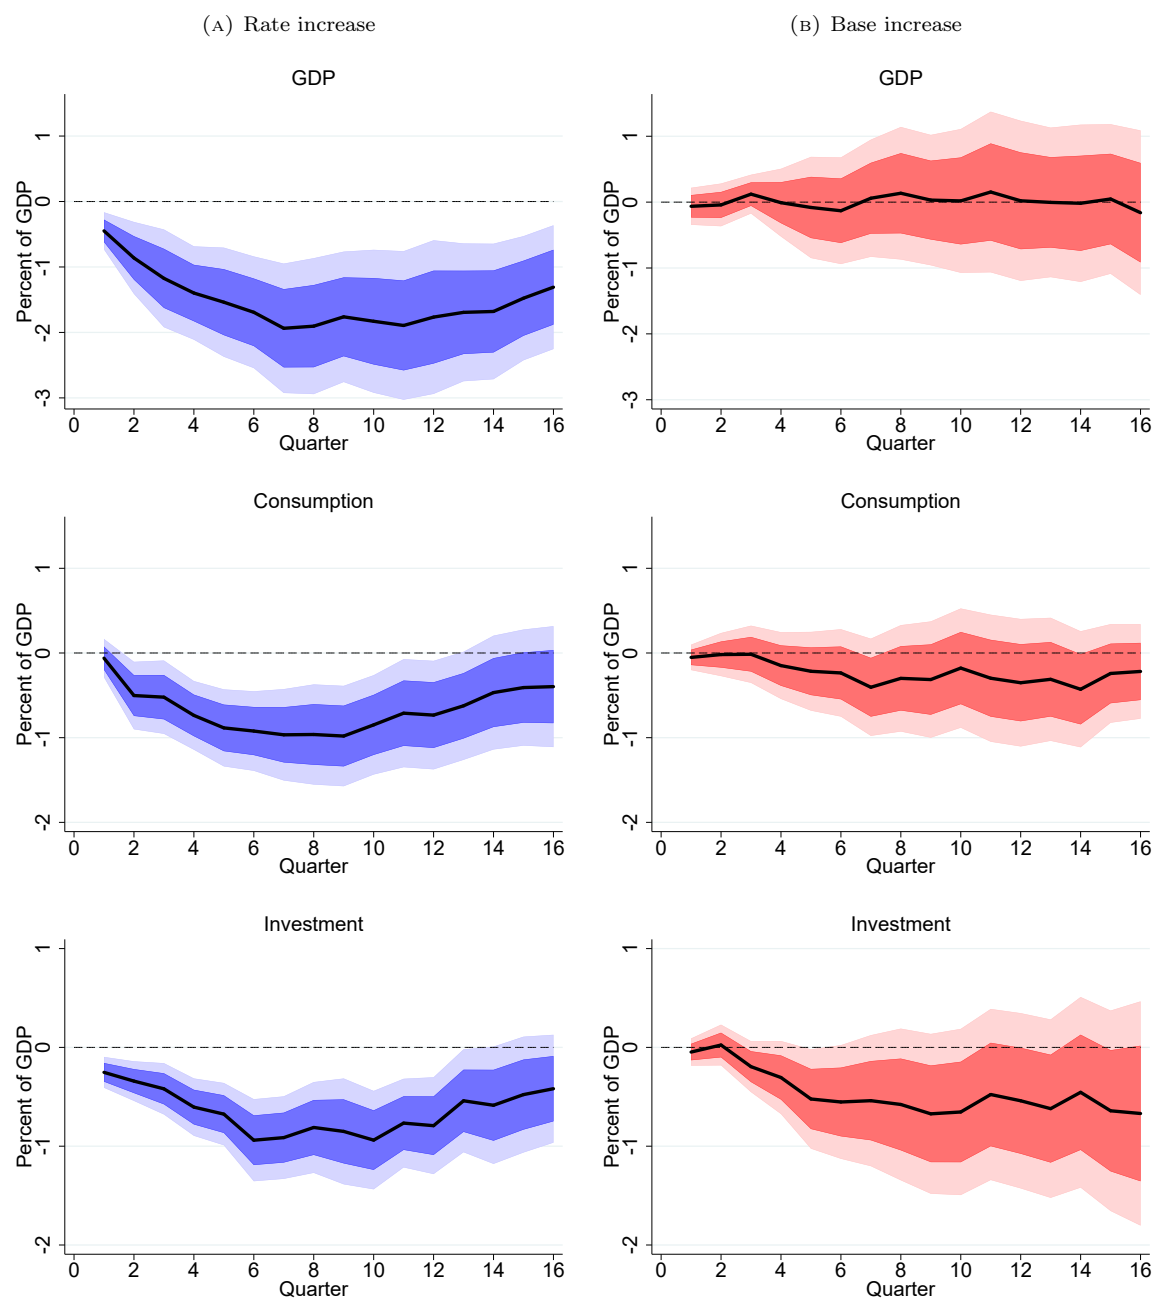 (A) Rate increase
(B) Base increase
GDP
Percent of GDP
1
0
-1
-2
-3
0 2 4 6 8 10 12 14 16
Quarter
GDP
Percent of GDP
1
0
-1
-2
-3
0 2 4 6 8 10 12 14 16
Quarter
Consumption
Percent of GDP
1
0
-1
-2
0 2 4 6 8 10 12 14 16
Quarter
Consumption
Percent of GDP
1
0
-1
-2
0 2 4 6 8 10 12 14 16
Quarter
Investment
Percent of GDP
1
0
-1
-2
0 2 4 6 8 10 12 14 16
Quarter
Investment
Percent of GDP
1
0
-1
-2
0 2 4 6 8 10 12 14 16
Quarter